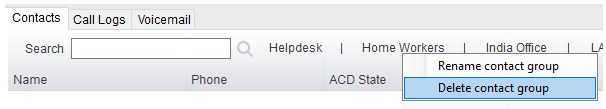 Contacts Call Logs Voicemail
Search Helpdesk | Home Workers | India Office | LA
Rename contact group
Name Phone ACD State
Delete contact group